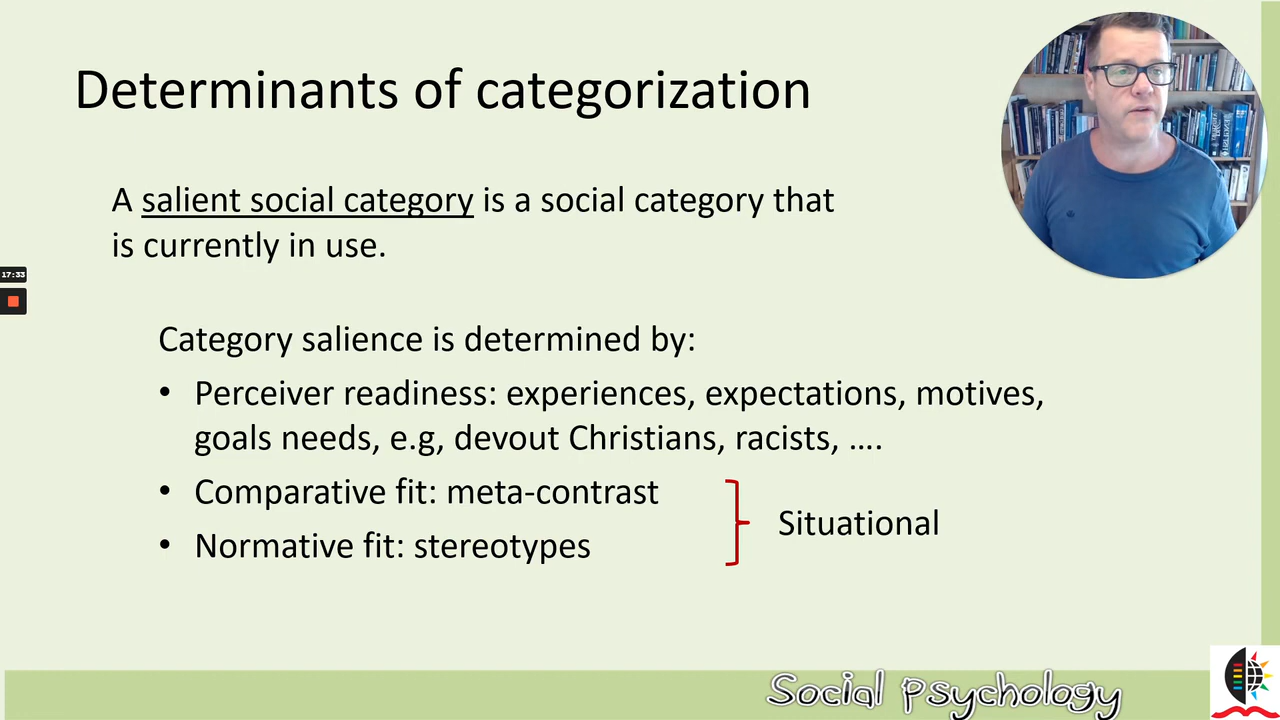 Determinants of categorization
A salient social category is a social category that
is currently in use.
17:33
Category salience is determined by:
• Perceiver readiness: experiences, expectations, motives,
goals needs, e.g, devout Christians, racists, ….
• Comparative fit: meta-contrast
Situational
• Normative fit: stereotypes
Social Psychology